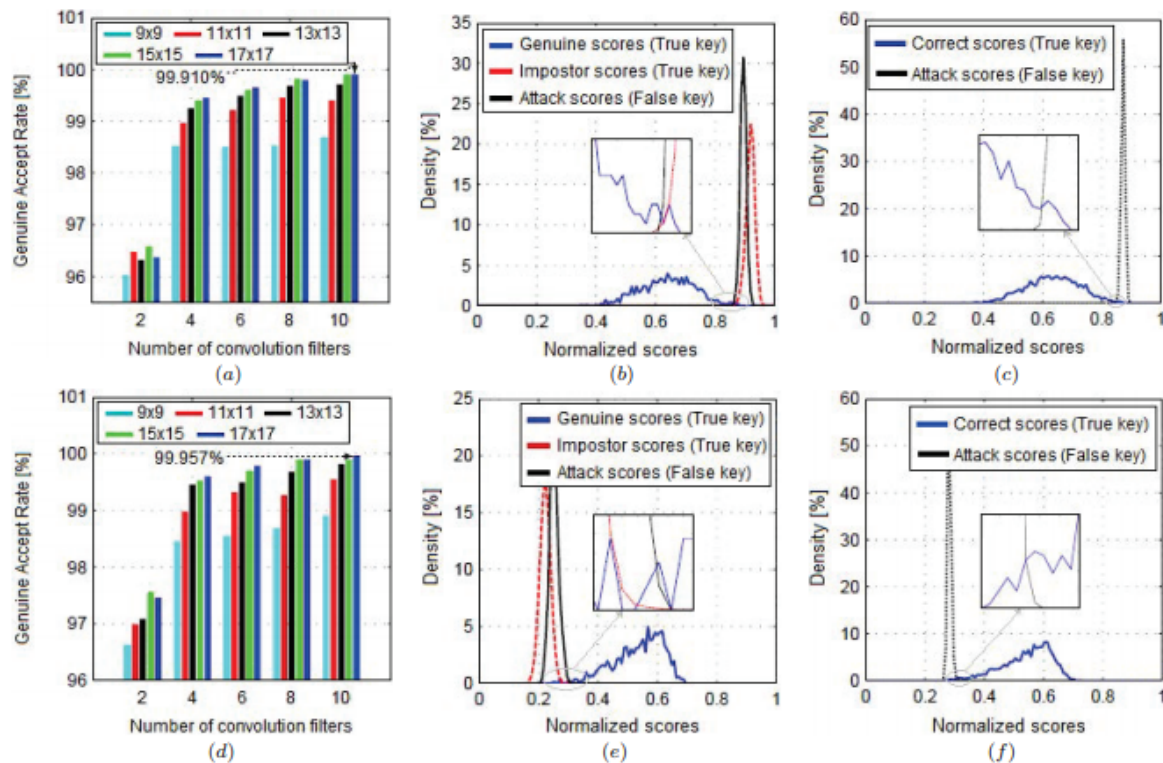 101
100
99
98
97
96
Genuine Accept Rate [%]
9x9 11x11 13x13
15x15 17x17
99.910%
2 4 6 8 10
Number of convolution filters
(a)
35
30
25
20
15
10
5
0
Density [%]
Genuine scores (True key)
Impostor scores (True key)
Attack scores (False key)
0 0.2 0.4 0.6 0.8 1
Normalized scores
(b)
60
50
40
30
20
10
0
Density [%]
Correct scores (True key)
Attack scores (False key)
0 0.2 0.4 0.6 0.8 1
Normalized scores
(c)
101
100
99
98
97
96
Genuine Accept Rate [%]
9x9 11x11 13x13
15x15 17x17
99.957%
2 4 6 8 10
Number of convolution filters
(d)
25
20
15
10
5
0
Density [%]
Genuine scores (True key)
Impostor scores (True key)
Attack scores (False key)
0 0.2 0.4 0.6 0.8 1
Normalized scores
(e)
60
50
40
30
20
10
0
Density [%]
Correct scores (True key)
Attack scores (False key)
0 0.2 0.4 0.6 0.8 1
Normalized scores
(f)